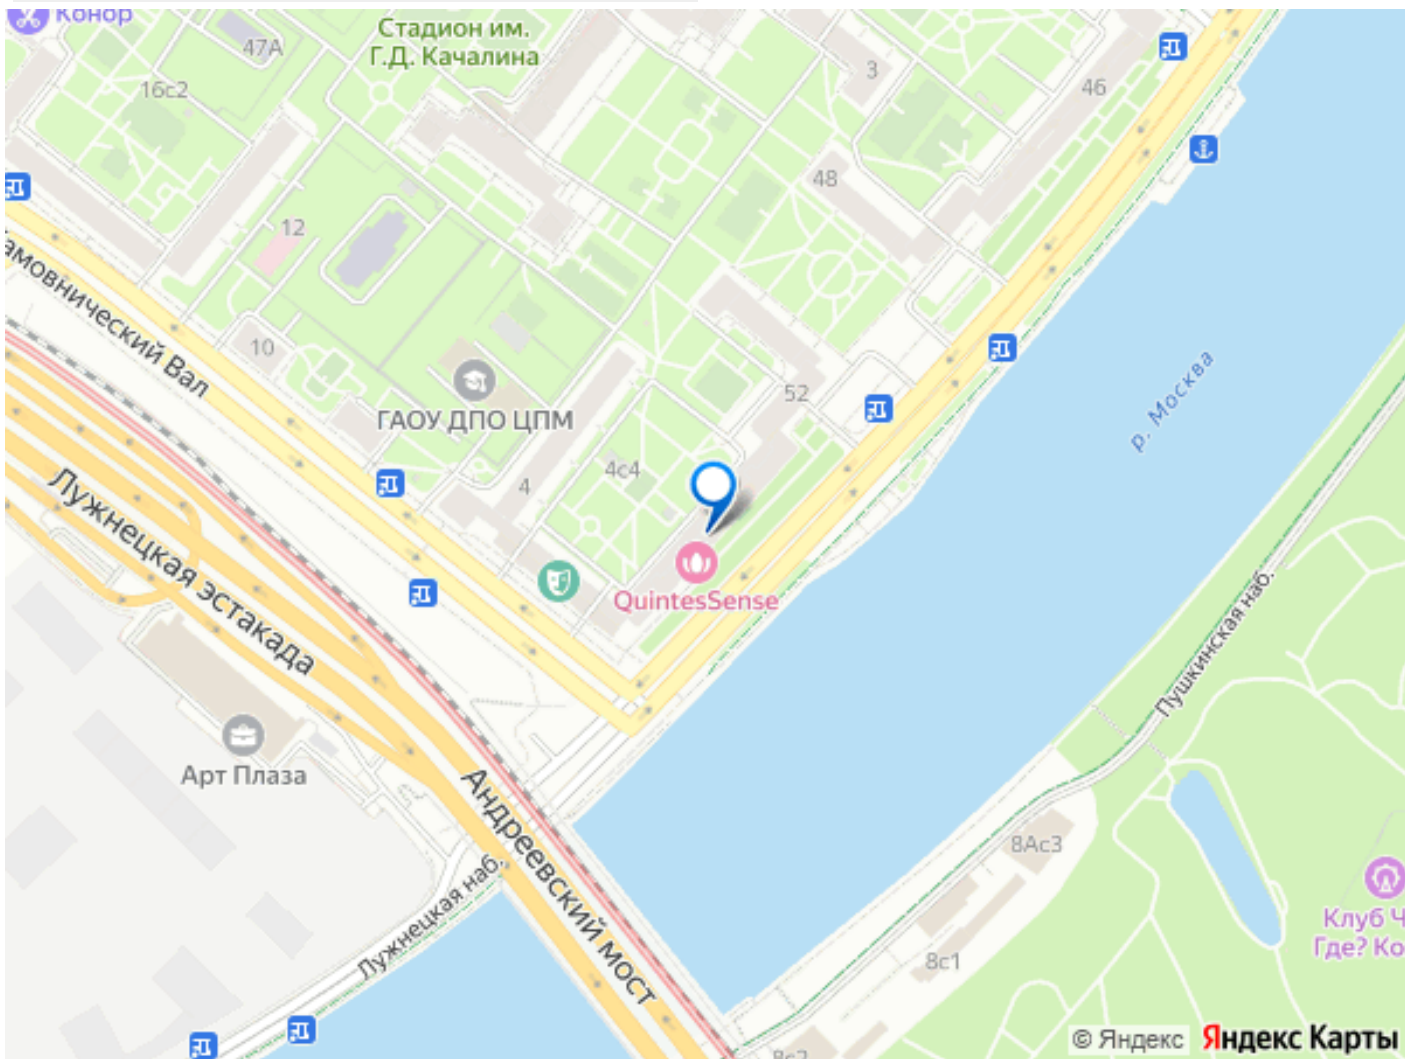 Конор
Стадион им.
Г.Д. Качалина
47А
16с2
3
46
48
12
амовнический Вал
10
р. Москва
52
ГАОУ ДПО ЦПМ
4с4
4
Лужнецкая эстакада
QuintesSense
Пушкинская наб.
Арт Плаза
Андреевский мост
8Ас3
Лужнецкая наб.
Клуб Ч
Где? Ко
8с1
8с2
© Яндекс Яндекс Карты